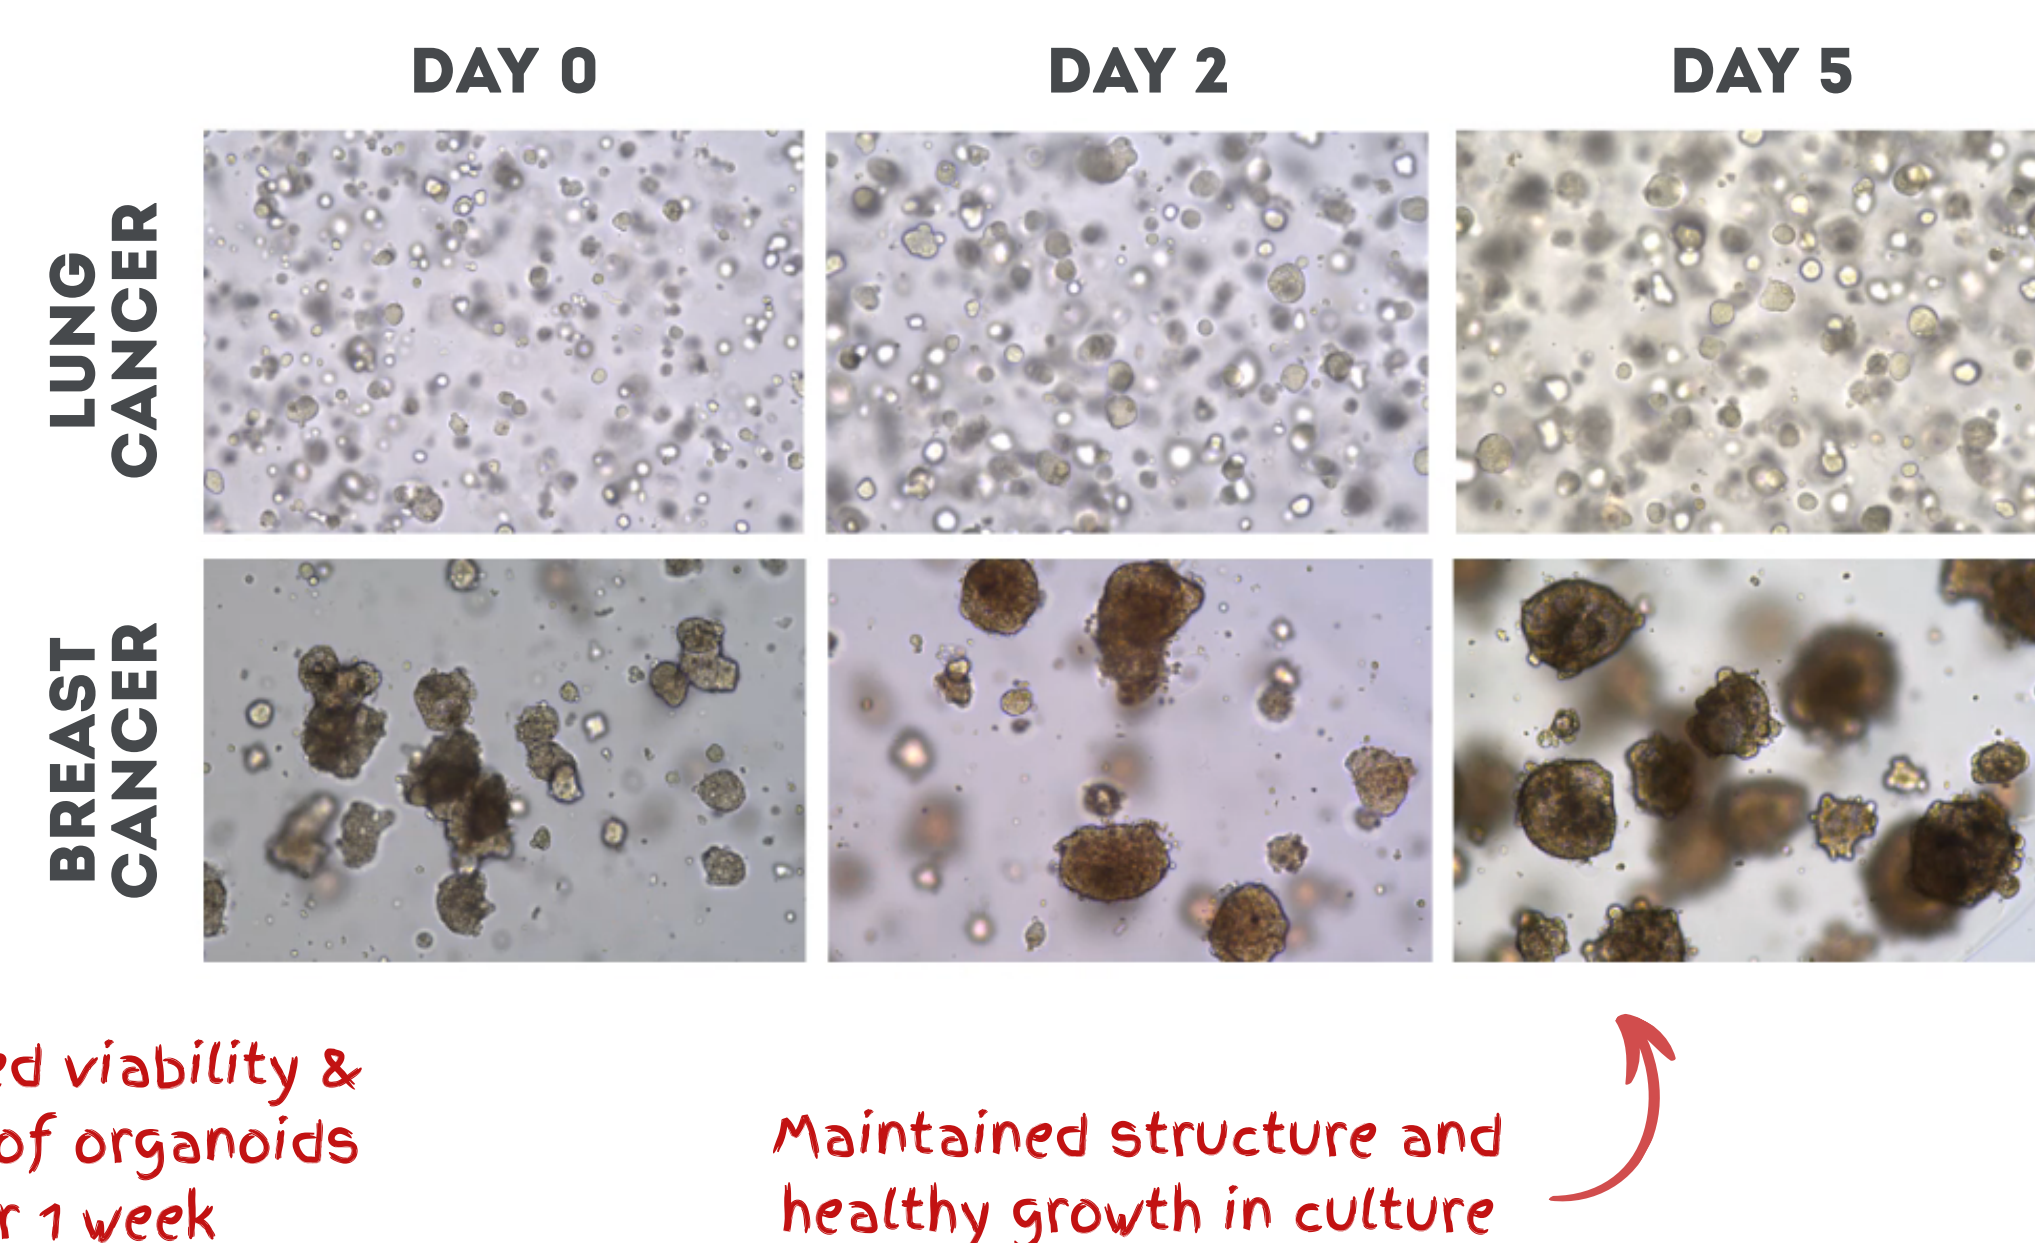 DAY 0
DAY 2
DAY 5
LUNG
CANCER
BREAST
CANCER
viability &
of organoids
1 week
Maintained structure and
healthy growth in culture